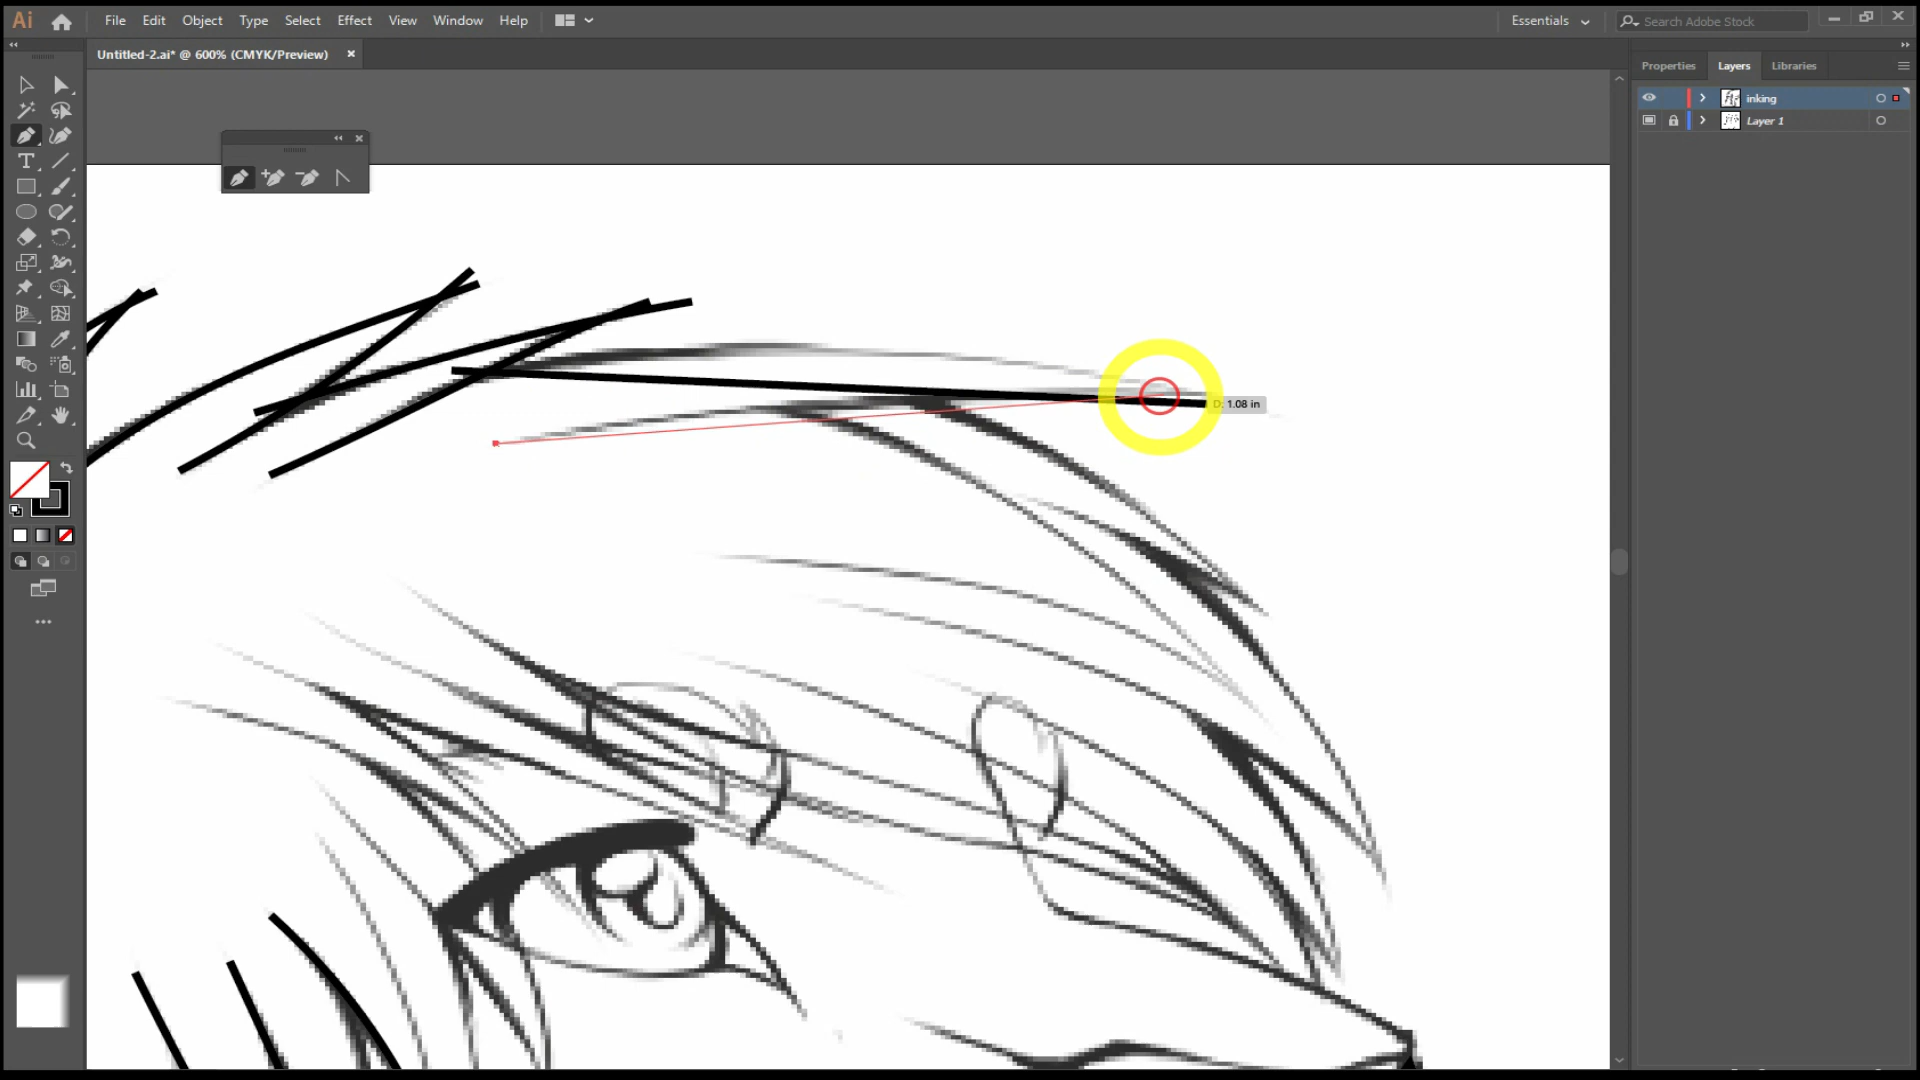 Ai File Edit Object Type Select Effect View Window Help Essentials Search Adobe Stock
Untitled-2.ai* @ 600% (CMYK/Preview)
Properties Layers Libraries
inking
Layer 1
D: 1.08 in